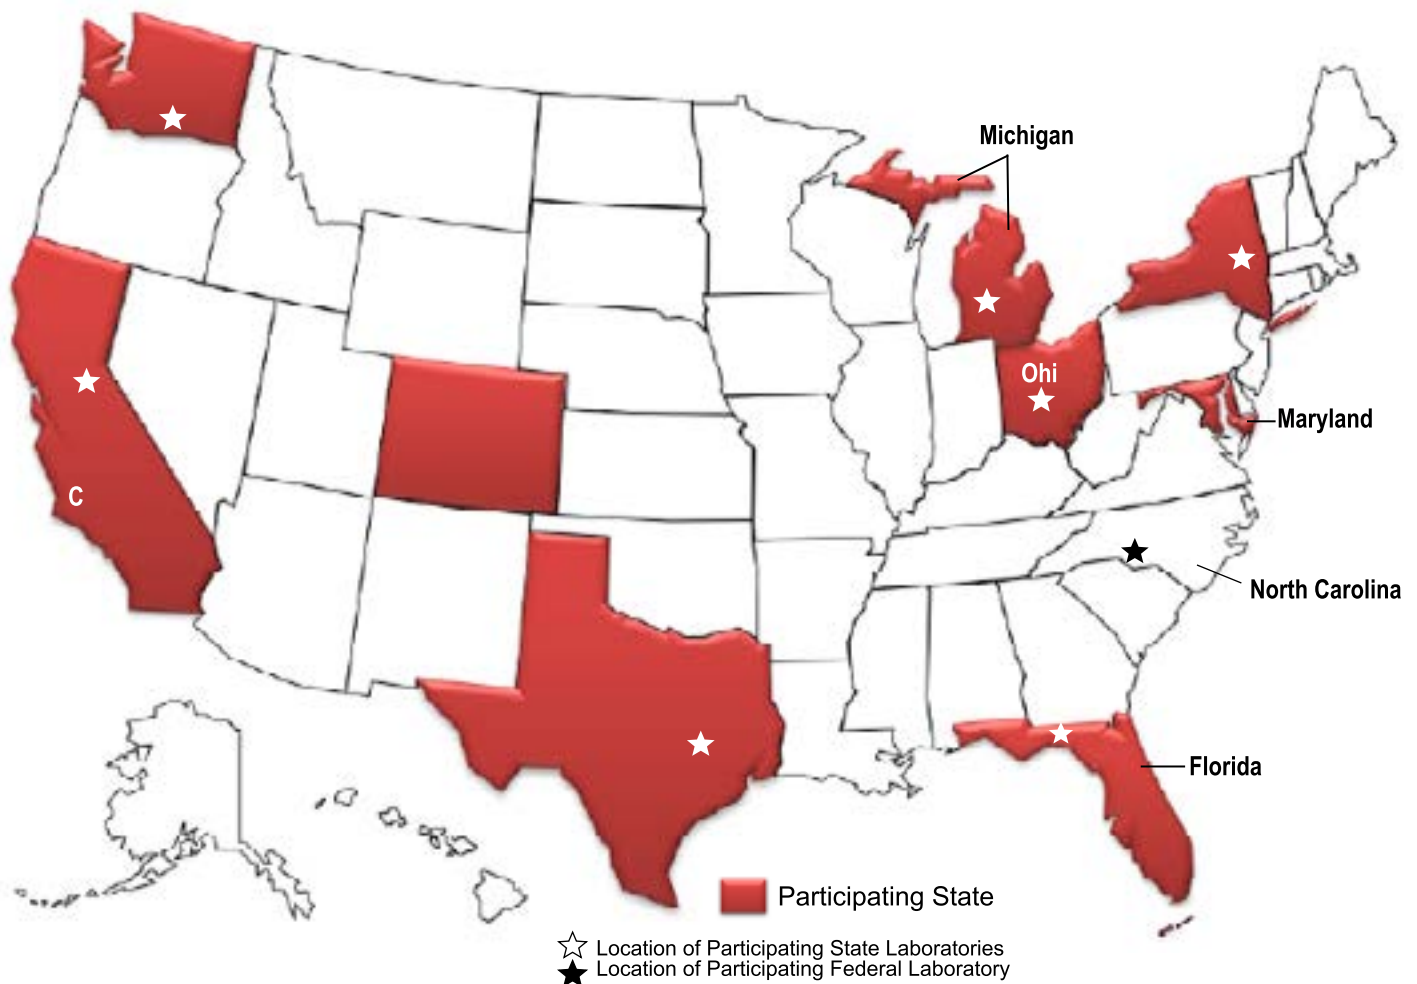 Michigan
Ohi
Maryland
C
North Carolina
Florida
Participating State
Location of Participating State Laboratories
Location of Participating Federal Laboratory